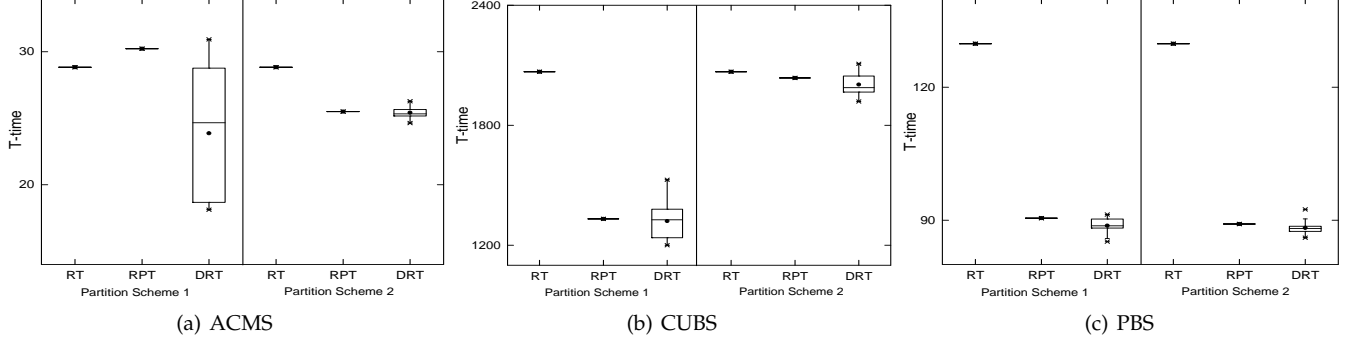 30
20
T-time
RT RPT DRT RT RPT DRT
Partition Scheme 1 Partition Scheme 2
(a) ACMS
2400
1800
1200
T-time
RT RPT DRT RT RPT DRT
Partition Scheme 1 Partition Scheme 2
(b) CUBS
120
90
T-time
RT RPT DRT RT RPT DRT
Partition Scheme 1 Partition Scheme 2
(c) PBS